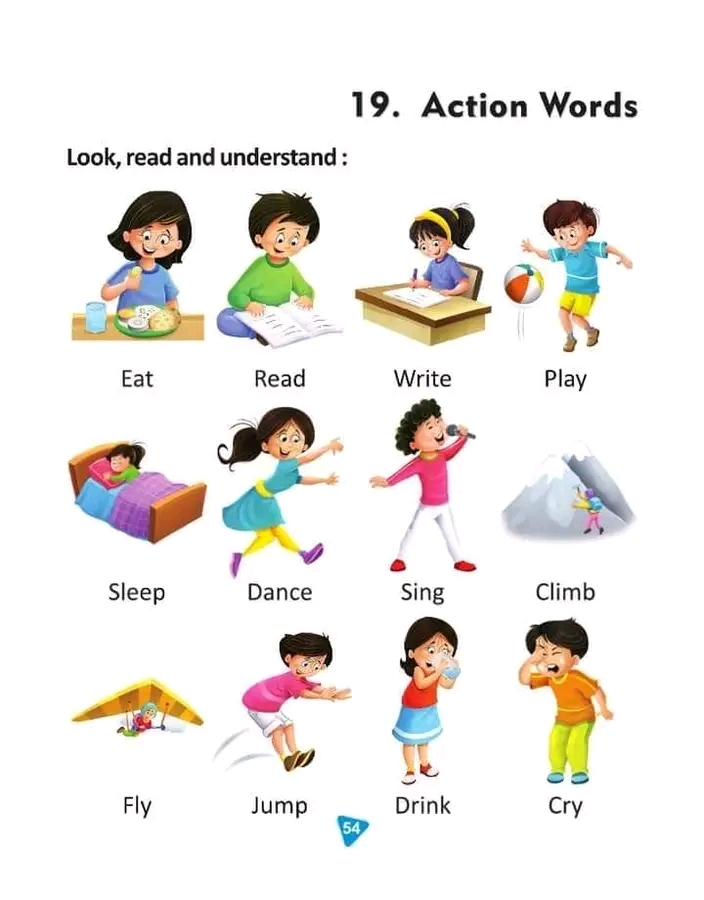 19. Action Words
Look, read and understand :
Eat Read Write Play
Sleep Dance Sing Climb
Fly Jump Drink Cry
54